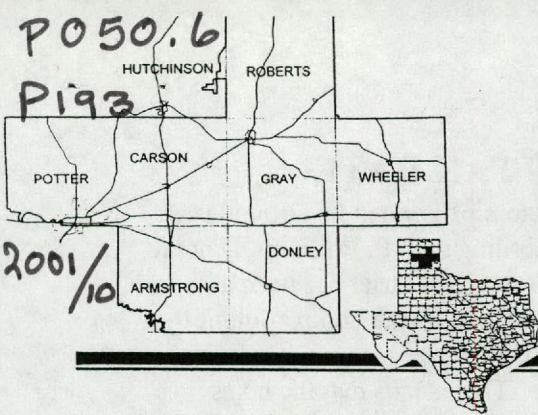 P050.6
HUTCHINSON ROBERTS
P193
CARSON
POTTER GRAY WHEELER
DONLEY
2001/10
ARMSTRONG